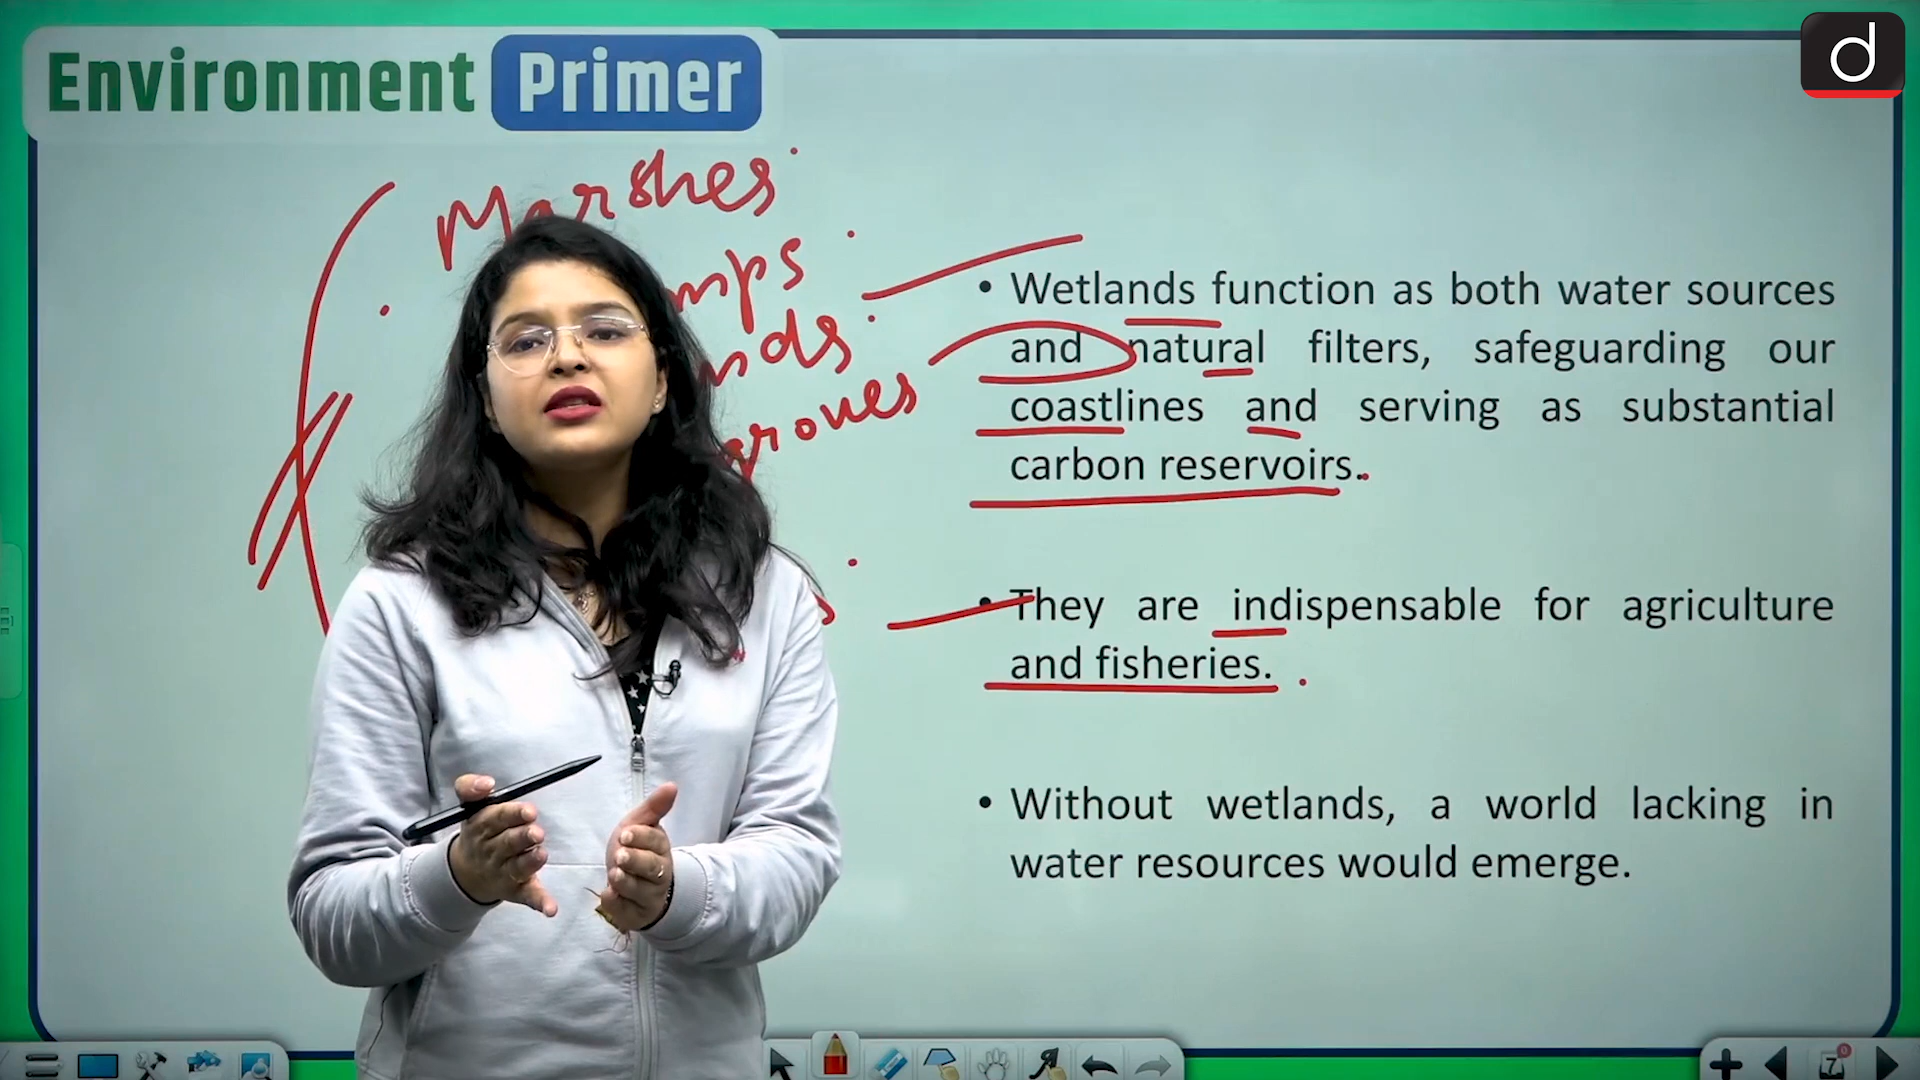 Environment Primer
d
Marshes
• Wetlands function as both water sources
and natural filters, safeguarding our
coastlines and serving as substantial
carbon reservoirs.
• They are indispensable for agriculture
and fisheries.
• Without wetlands, a world lacking in
water resources would emerge.
7